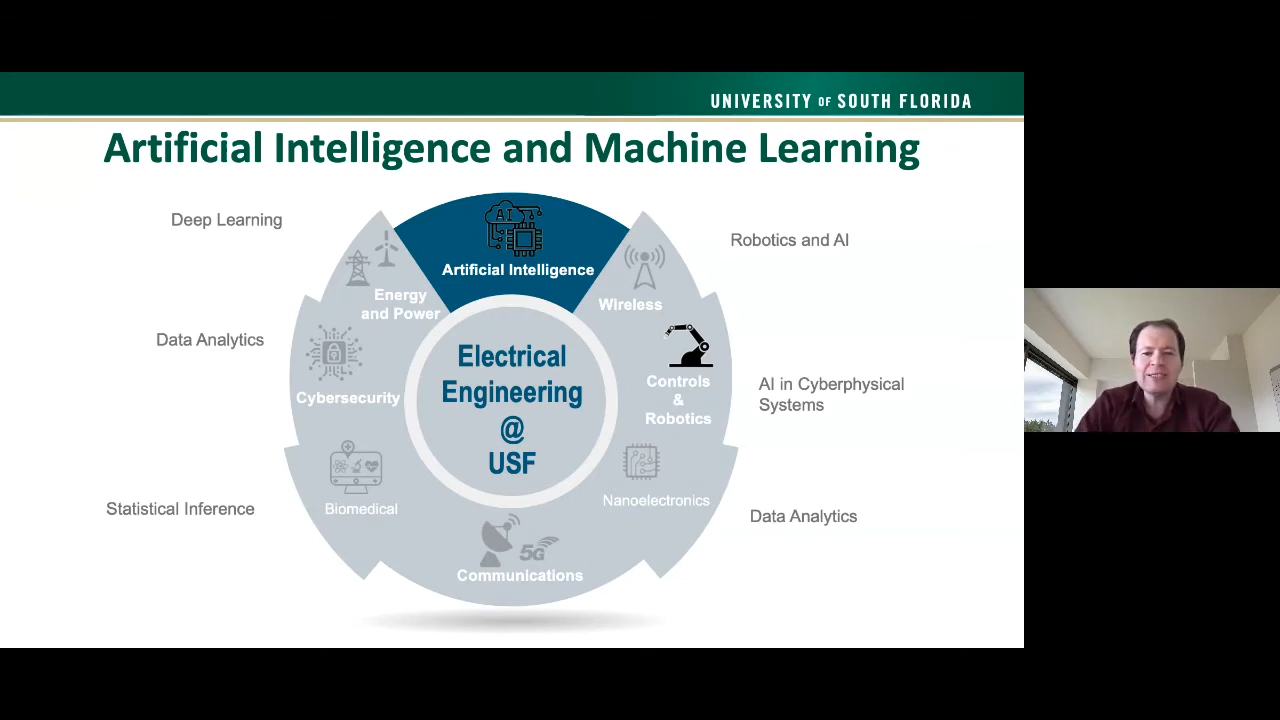 UNIVERSITY OF SOUTH FLORIDA
Artificial Intelligence and Machine Learning
Deep Learning
Data Analytics
Statistical Inference
AI
Artificial Intelligence
Energy
and Power
Wireless
Cybersecurity
Controls
&
Robotics
Biomedical
Nanoelectronics
5G
Communications
Electrical
Engineering
@
USF
Robotics and AI
AI in Cyberphysical
Systems
Data Analytics